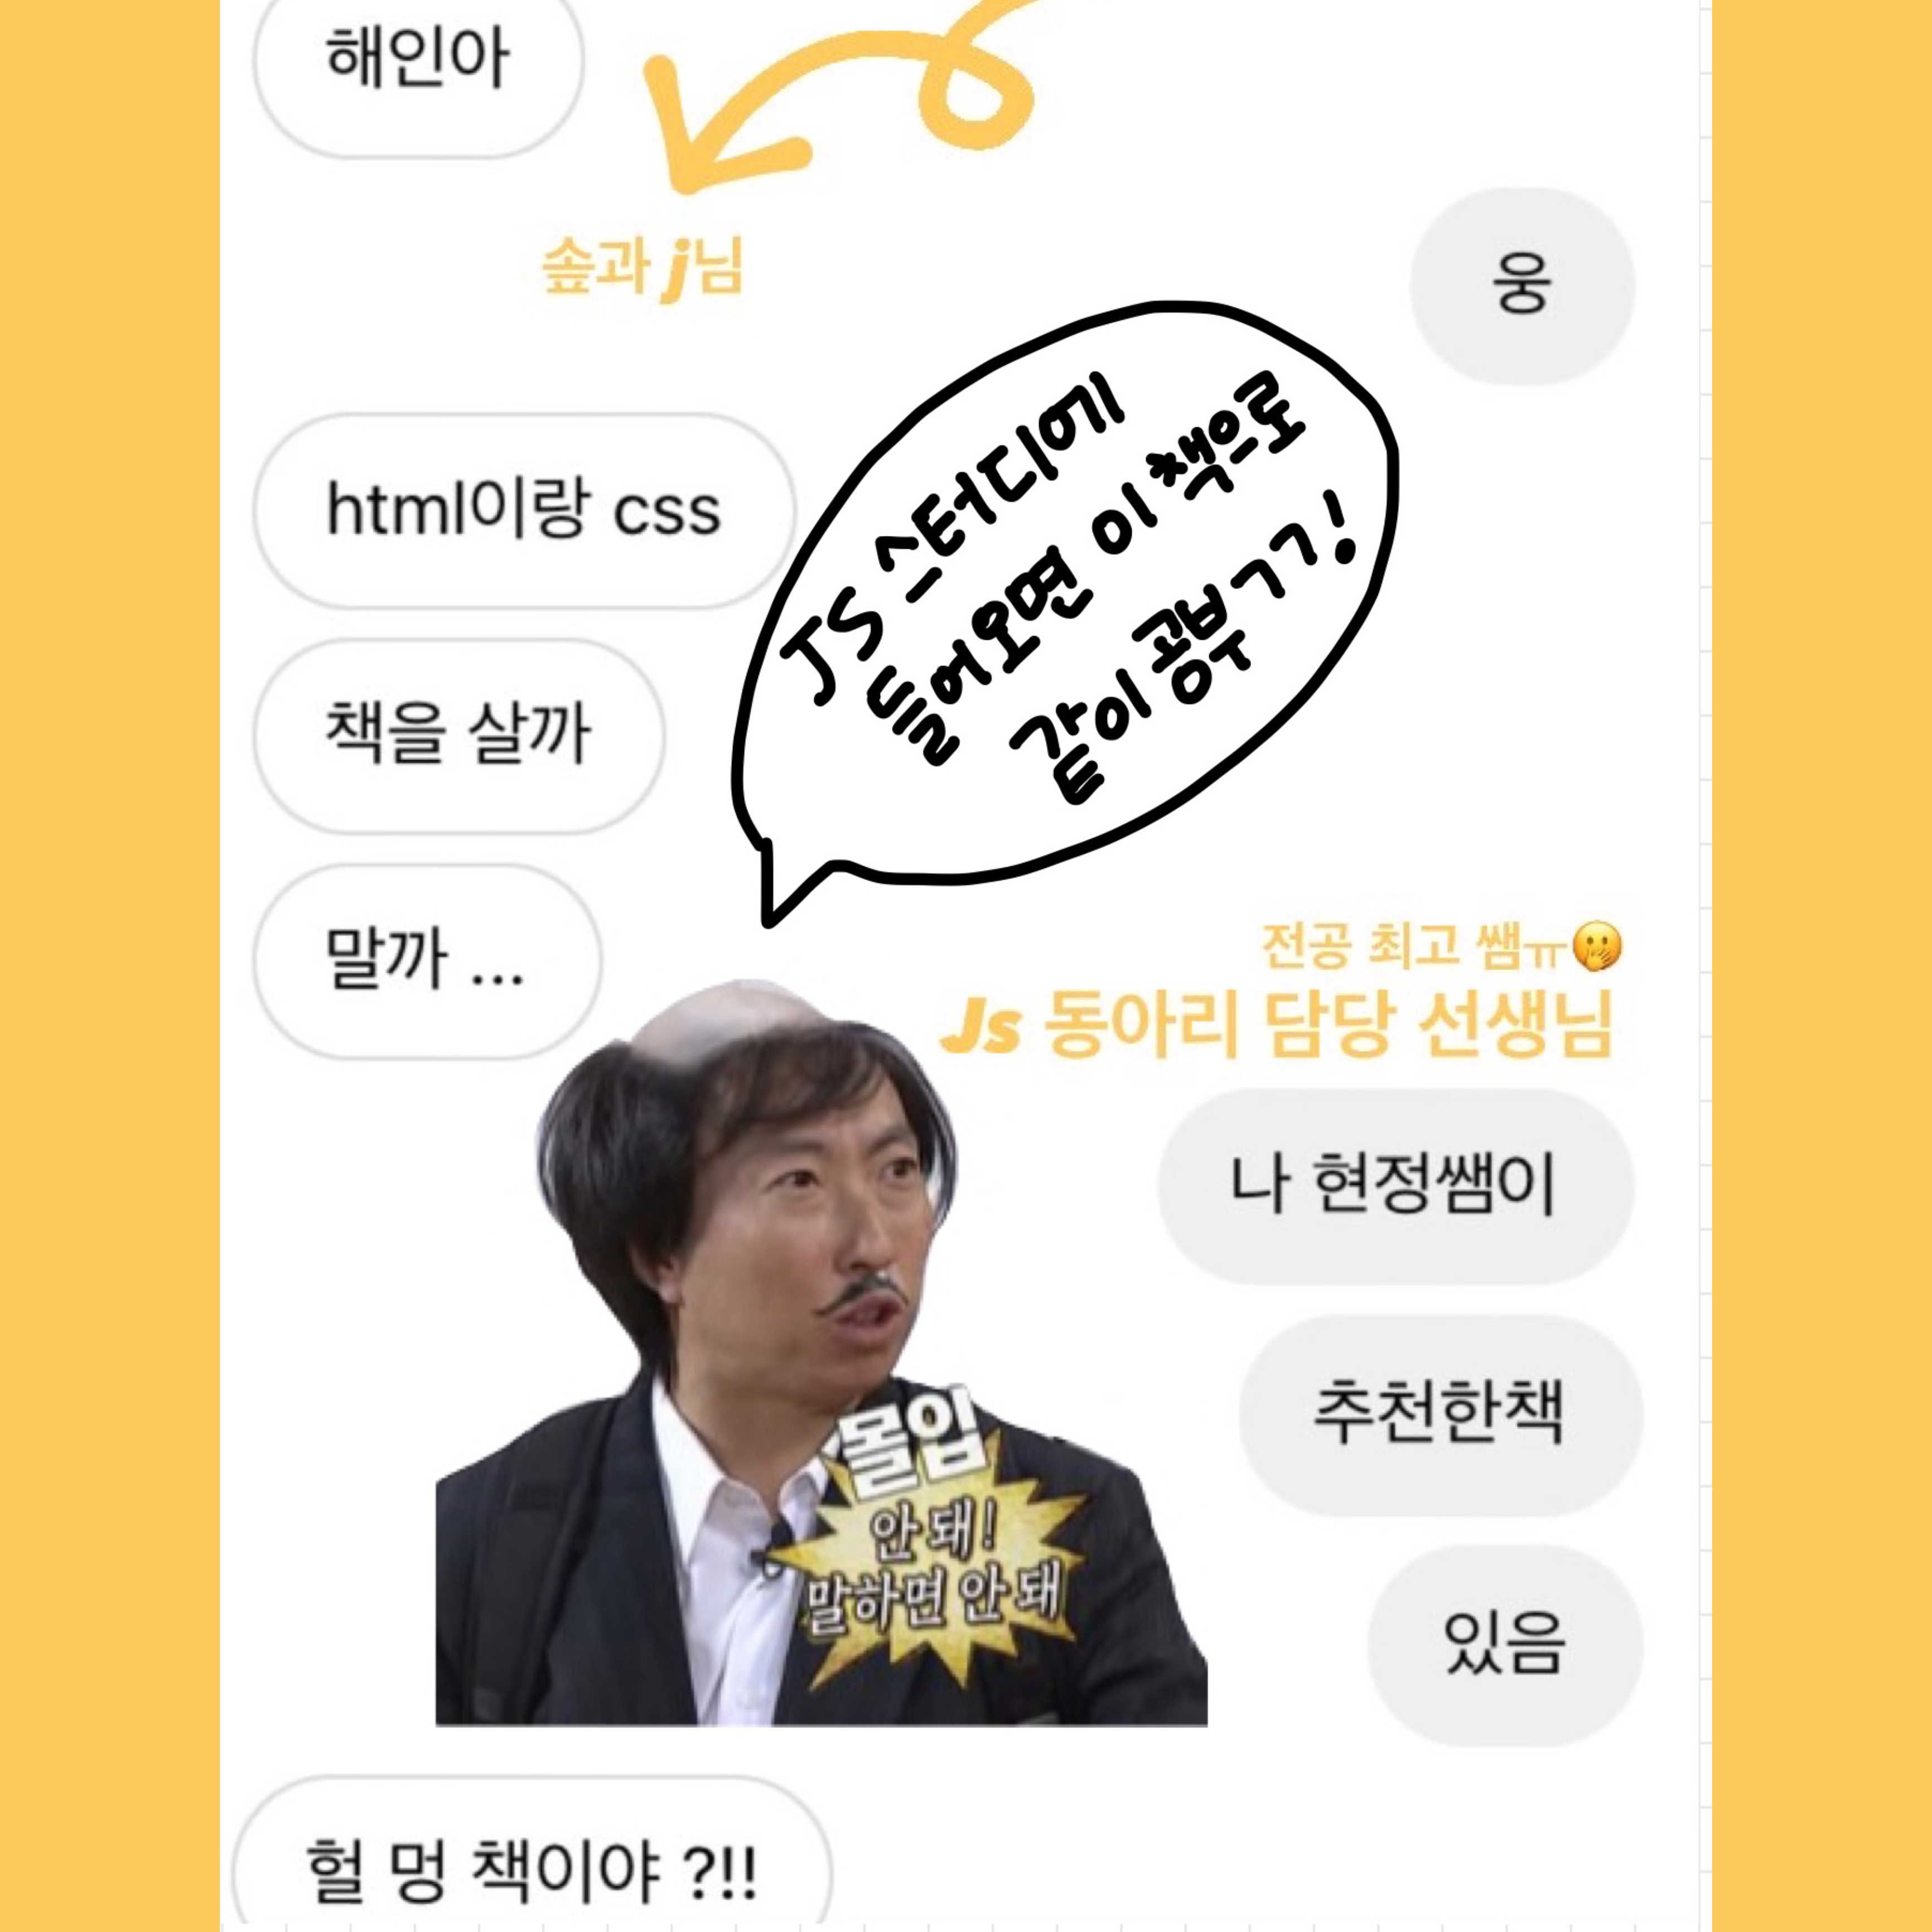 해인아
솦과 j님
웅
html이랑 css
JS 스터디에
들어오면 이 책으로
같이 공부 ㄱㄱ!
책을 살까
말까 ...
전공 최고 쌤ㅠ🤭
Js 동아리 담당 선생님
나 현정쌤이
추천한책
몰입
안 돼!
말하면 안 돼
있음
헐 멍 책이야 ?!!